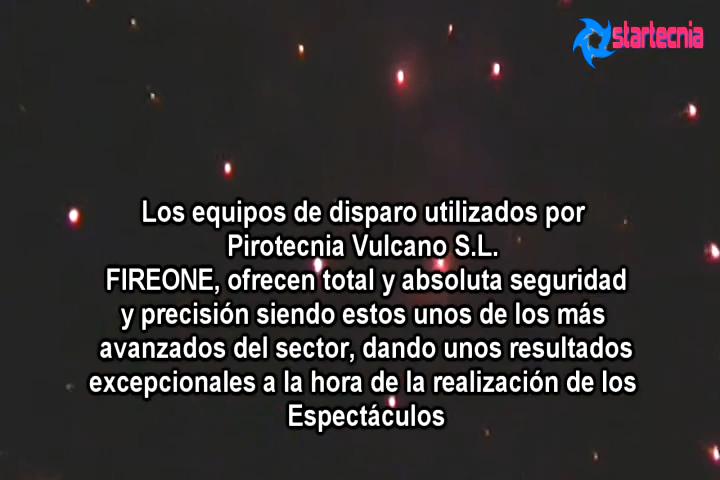 startecnia
Los equipos de disparo utilizados por
Pirotecnia Vulcano S.L.
FIREONE, ofrecen total y absoluta seguridad
y precisión siendo estos unos de los más
avanzados del sector, dando unos resultados
excepcionales a la hora de la realización de los
Espectáculos